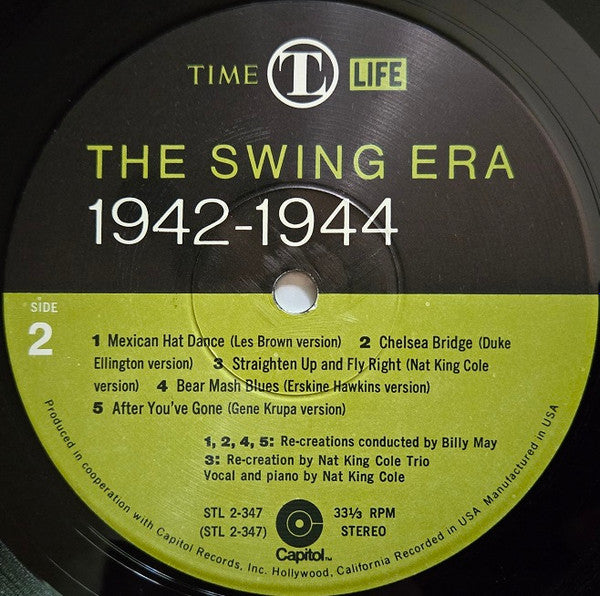 TIME TL LIFE
THE SWING ERA
1942-1944
SIDE
2
1 Mexican Hat Dance (Les Brown version) 2 Chelsea Bridge (Duke
Ellington version) 3 Straighten Up and Fly Right (Nat King Cole
version) 4 Bear Mash Blues (Erskine Hawkins version)
5 After You've Gone (Gene Krupa version)
1, 2, 4, 5: Re-creations conducted by Billy May
3: Re-creation by Nat King Cole Trio
Vocal and piano by Nat King Cole
STL 2-347 33⅓ RPM
(STL 2-347) STEREO
Capitol™
Produced in cooperation with Capitol Records, Inc. Hollywood, California Recorded in USA Manufactured in USA